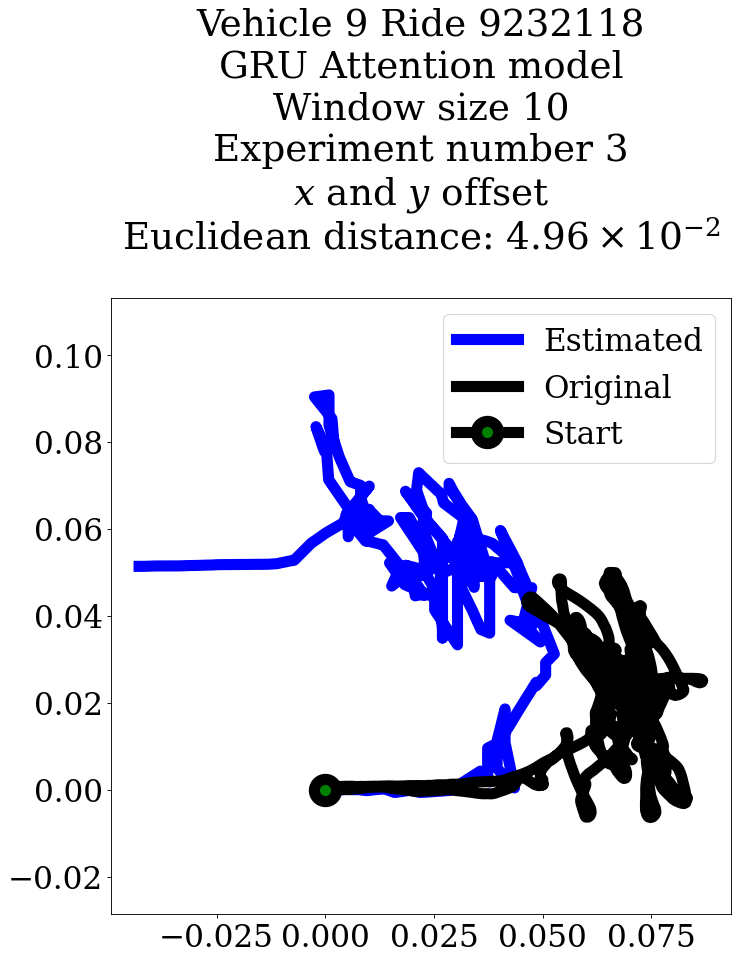 Vehicle 9 Ride 9232118
GRU Attention model
Window size 10
Experiment number 3
x and y offset
Euclidean distance: 4.96 × 10⁻²
Estimated
Original
Start
0.10
0.08
0.06
0.04
0.02
0.00
−0.02
−0.025 0.000 0.025 0.050 0.075